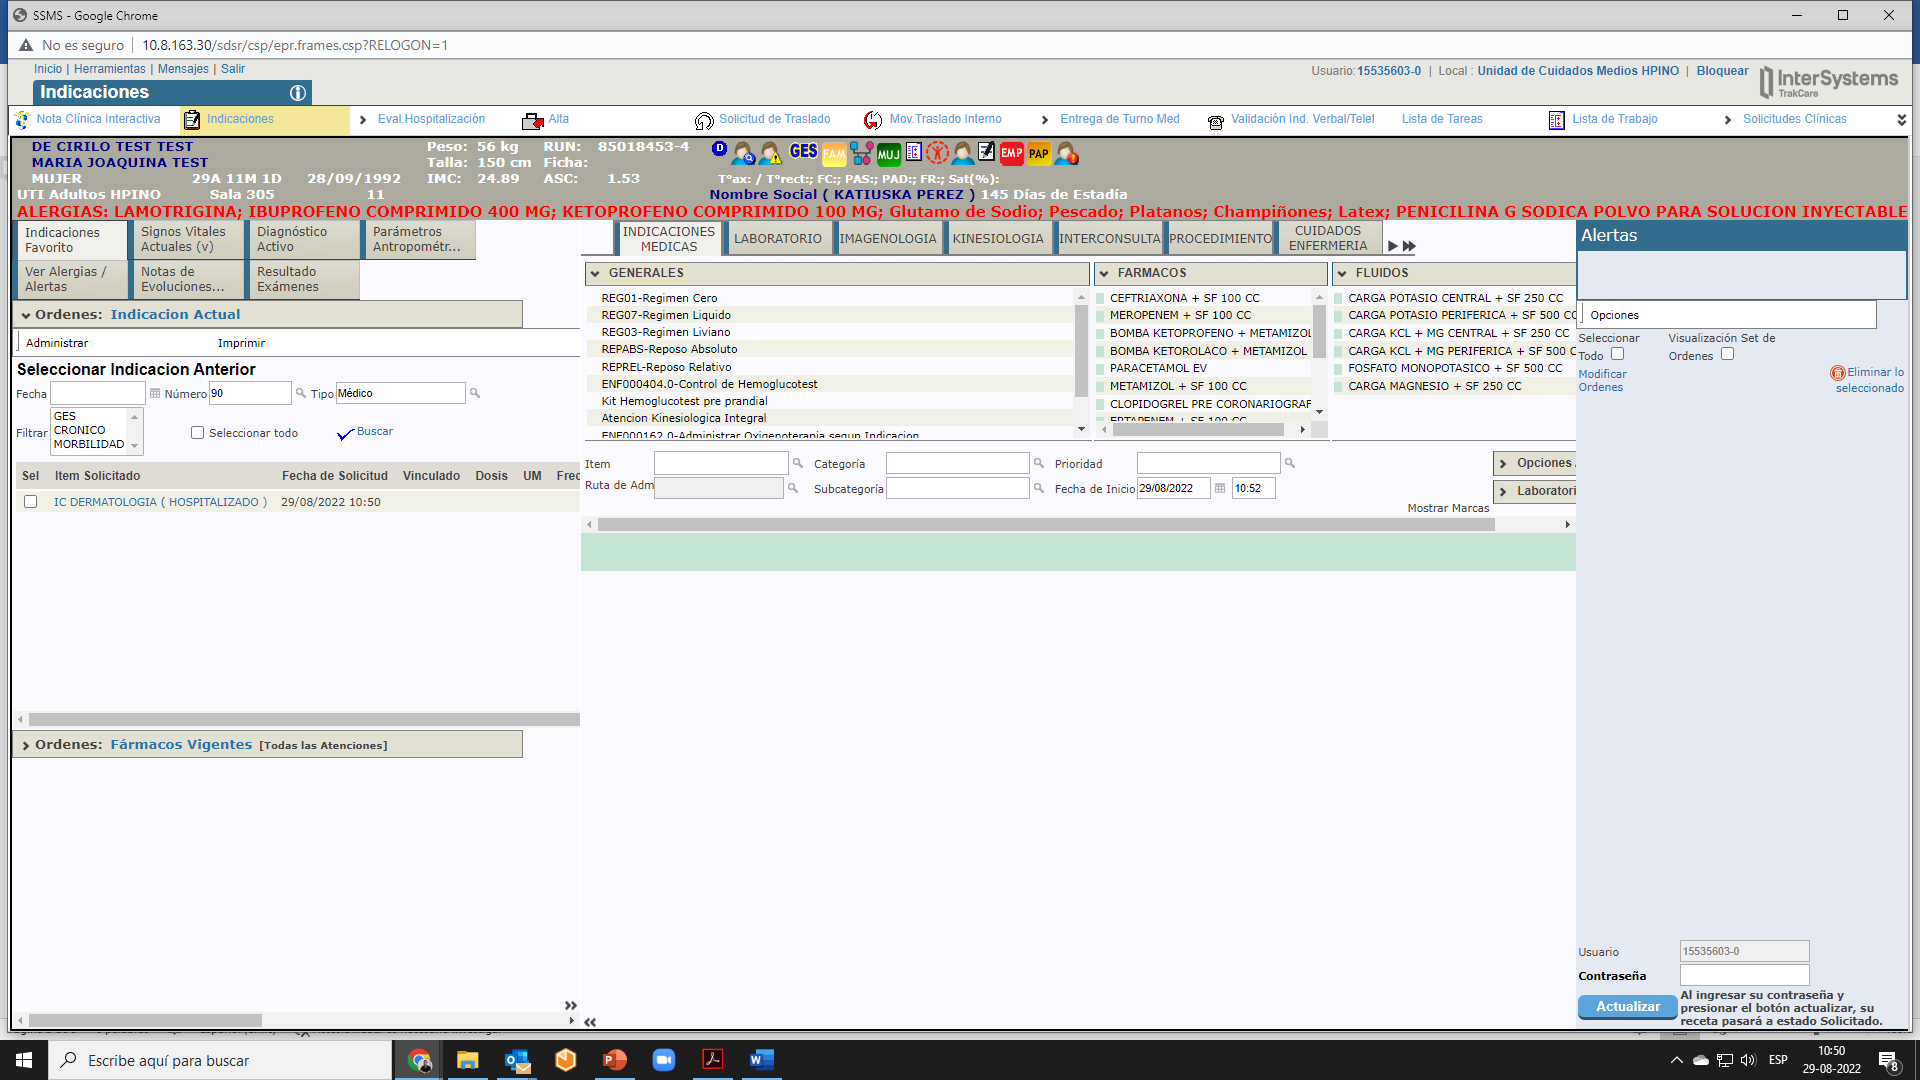 SSMS - Google Chrome
No es seguro | 10.8.163.30/sdsr/csp/epr.frames.csp?RELOGON=1
Inicio | Herramientas | Mensajes | Salir
Usuario:15535603-0 | Local : Unidad de Cuidados Medios HPINO | Bloquear
InterSystems
TrakCare
Indicaciones
Nota Clínica Interactiva
Indicaciones
Eval.Hospitalización
Alta
Solicitud de Traslado
Mov.Traslado Interno
Entrega de Turno Med
Validación Ind. Verbal/Telef
Lista de Tareas
Lista de Trabajo
Solicitudes Clínicas
DE CIRILO TEST TEST
MARIA JOAQUINA TEST
MUJER 29A 11M 1D 28/09/1992
UTI Adultos HPINO Sala 305 11
Peso: 56 kg RUN: 85018453-4
Talla: 150 cm Ficha:
IMC: 24.89 ASC: 1.53
D GES FAM MUJ EMP PAP
T°ax: / T°rect:; FC:; PAS:; PAD:; FR:; Sat(%):
Nombre Social ( KATIUSKA PEREZ ) 145 Días de Estadía
ALERGIAS: LAMOTRIGINA; IBUPROFENO COMPRIMIDO 400 MG; KETOPROFENO COMPRIMIDO 100 MG; Glutamo de Sodio; Pescado; Platanos; Champiñones; Latex; PENICILINA G SODICA POLVO PARA SOLUCION INYECTABLE
Indicaciones Favorito
Signos Vitales Actuales (v)
Diagnóstico Activo
Parámetros Antropométr...
Ver Alergias / Alertas
Notas de Evoluciones...
Resultado Exámenes
Ordenes: Indicacion Actual
Administrar
Imprimir
Seleccionar Indicacion Anterior
Fecha
Número 90
Tipo Médico
Filtrar
GES
CRONICO
MORBILIDAD
Seleccionar todo
Buscar
Sel Item Solicitado Fecha de Solicitud Vinculado Dosis UM Frec
IC DERMATOLOGIA ( HOSPITALIZADO ) 29/08/2022 10:50
Ordenes: Fármacos Vigentes [Todas las Atenciones]
INDICACIONES MEDICAS
LABORATORIO
IMAGENOLOGIA
KINESIOLOGIA
INTERCONSULTA
PROCEDIMIENTO
CUIDADOS ENFERMERIA
GENERALES
REG01-Regimen Cero
REG07-Regimen Liquido
REG03-Regimen Liviano
REPABS-Reposo Absoluto
REPREL-Reposo Relativo
ENF000404.0-Control de Hemoglucotest
Kit Hemoglucotest pre prandial
Atencion Kinesiologica Integral
ENF000162.0-Administrar Oxigenoterapia segun Indicacion
FARMACOS
CEFTRIAXONA + SF 100 CC
MEROPENEM + SF 100 CC
BOMBA KETOPROFENO + METAMIZOL
BOMBA KETOROLACO + METAMIZOL
PARACETAMOL EV
METAMIZOL + SF 100 CC
CLOPIDOGREL PRE CORONARIOGRAF
ERTAPENEM + SF 100 CC
FLUIDOS
CARGA POTASIO CENTRAL + SF 250 CC
CARGA POTASIO PERIFERICA + SF 500 CC
CARGA KCL + MG CENTRAL + SF 250 CC
CARGA KCL + MG PERIFERICA + SF 500 C
FOSFATO MONOPOTASICO + SF 500 CC
CARGA MAGNESIO + SF 250 CC
Item
Categoría
Prioridad
Ruta de Adm
Subcategoría
Fecha de Inicio 29/08/2022 10:52
Opciones
Laboratori
Mostrar Marcas
Alertas
Opciones
Seleccionar Todo
Visualización Set de Ordenes
Modificar Ordenes
Eliminar lo seleccionado
Usuario 15535603-0
Contraseña
Actualizar
Al ingresar su contraseña y presionar el botón actualizar, su receta pasará a estado Solicitado.
Escribe aquí para buscar
ESP
10:50
29-08-2022
8